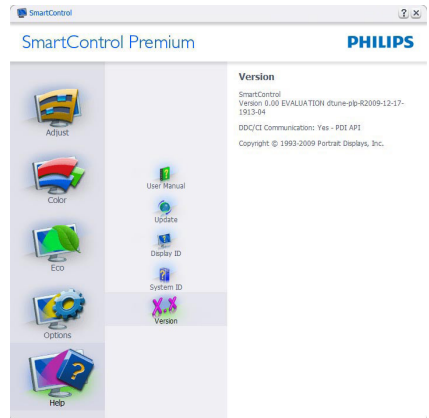 SmartControl
SmartControl Premium
PHILIPS
Adjust
Color
Eco
Options
Help
User Manual
Update
Display ID
System ID
X.X
Version
Version
SmartControl
Version 0.00 EVALUATION dtune-plp-R2009-12-17-
1913-04
DDC/CI Communication: Yes - PDI API
Copyright © 1993-2009 Portrait Displays, Inc.